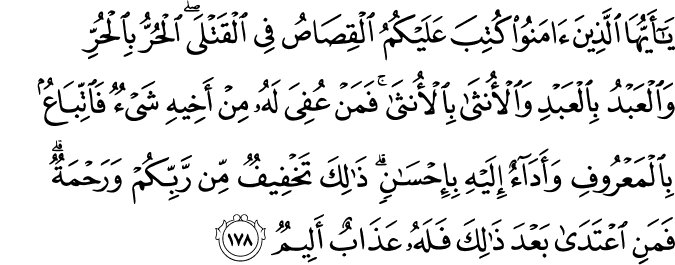 يَٰٓأَيُّهَا ٱلَّذِينَ ءَامَنُوا۟ كُتِبَ عَلَيْكُمُ ٱلْقِصَاصُ فِى ٱلْقَتْلَى ۖ ٱلْحُرُّ بِٱلْحُرِّ
وَٱلْعَبْدُ بِٱلْعَبْدِ وَٱلْأُنثَىٰ بِٱلْأُنثَىٰ ۚ فَمَنْ عُفِىَ لَهُۥ مِنْ أَخِيهِ شَىْءٌ فَٱتِّبَاعٌۢ
بِٱلْمَعْرُوفِ وَأَدَآءٌ إِلَيْهِ بِإِحْسَٰنٍ ۗ ذَٰلِكَ تَخْفِيفٌ مِّن رَّبِّكُمْ وَرَحْمَةٌ ۗ
فَمَنِ ٱعْتَدَىٰ بَعْدَ ذَٰلِكَ فَلَهُۥ عَذَابٌ أَلِيمٌ ١٧٨